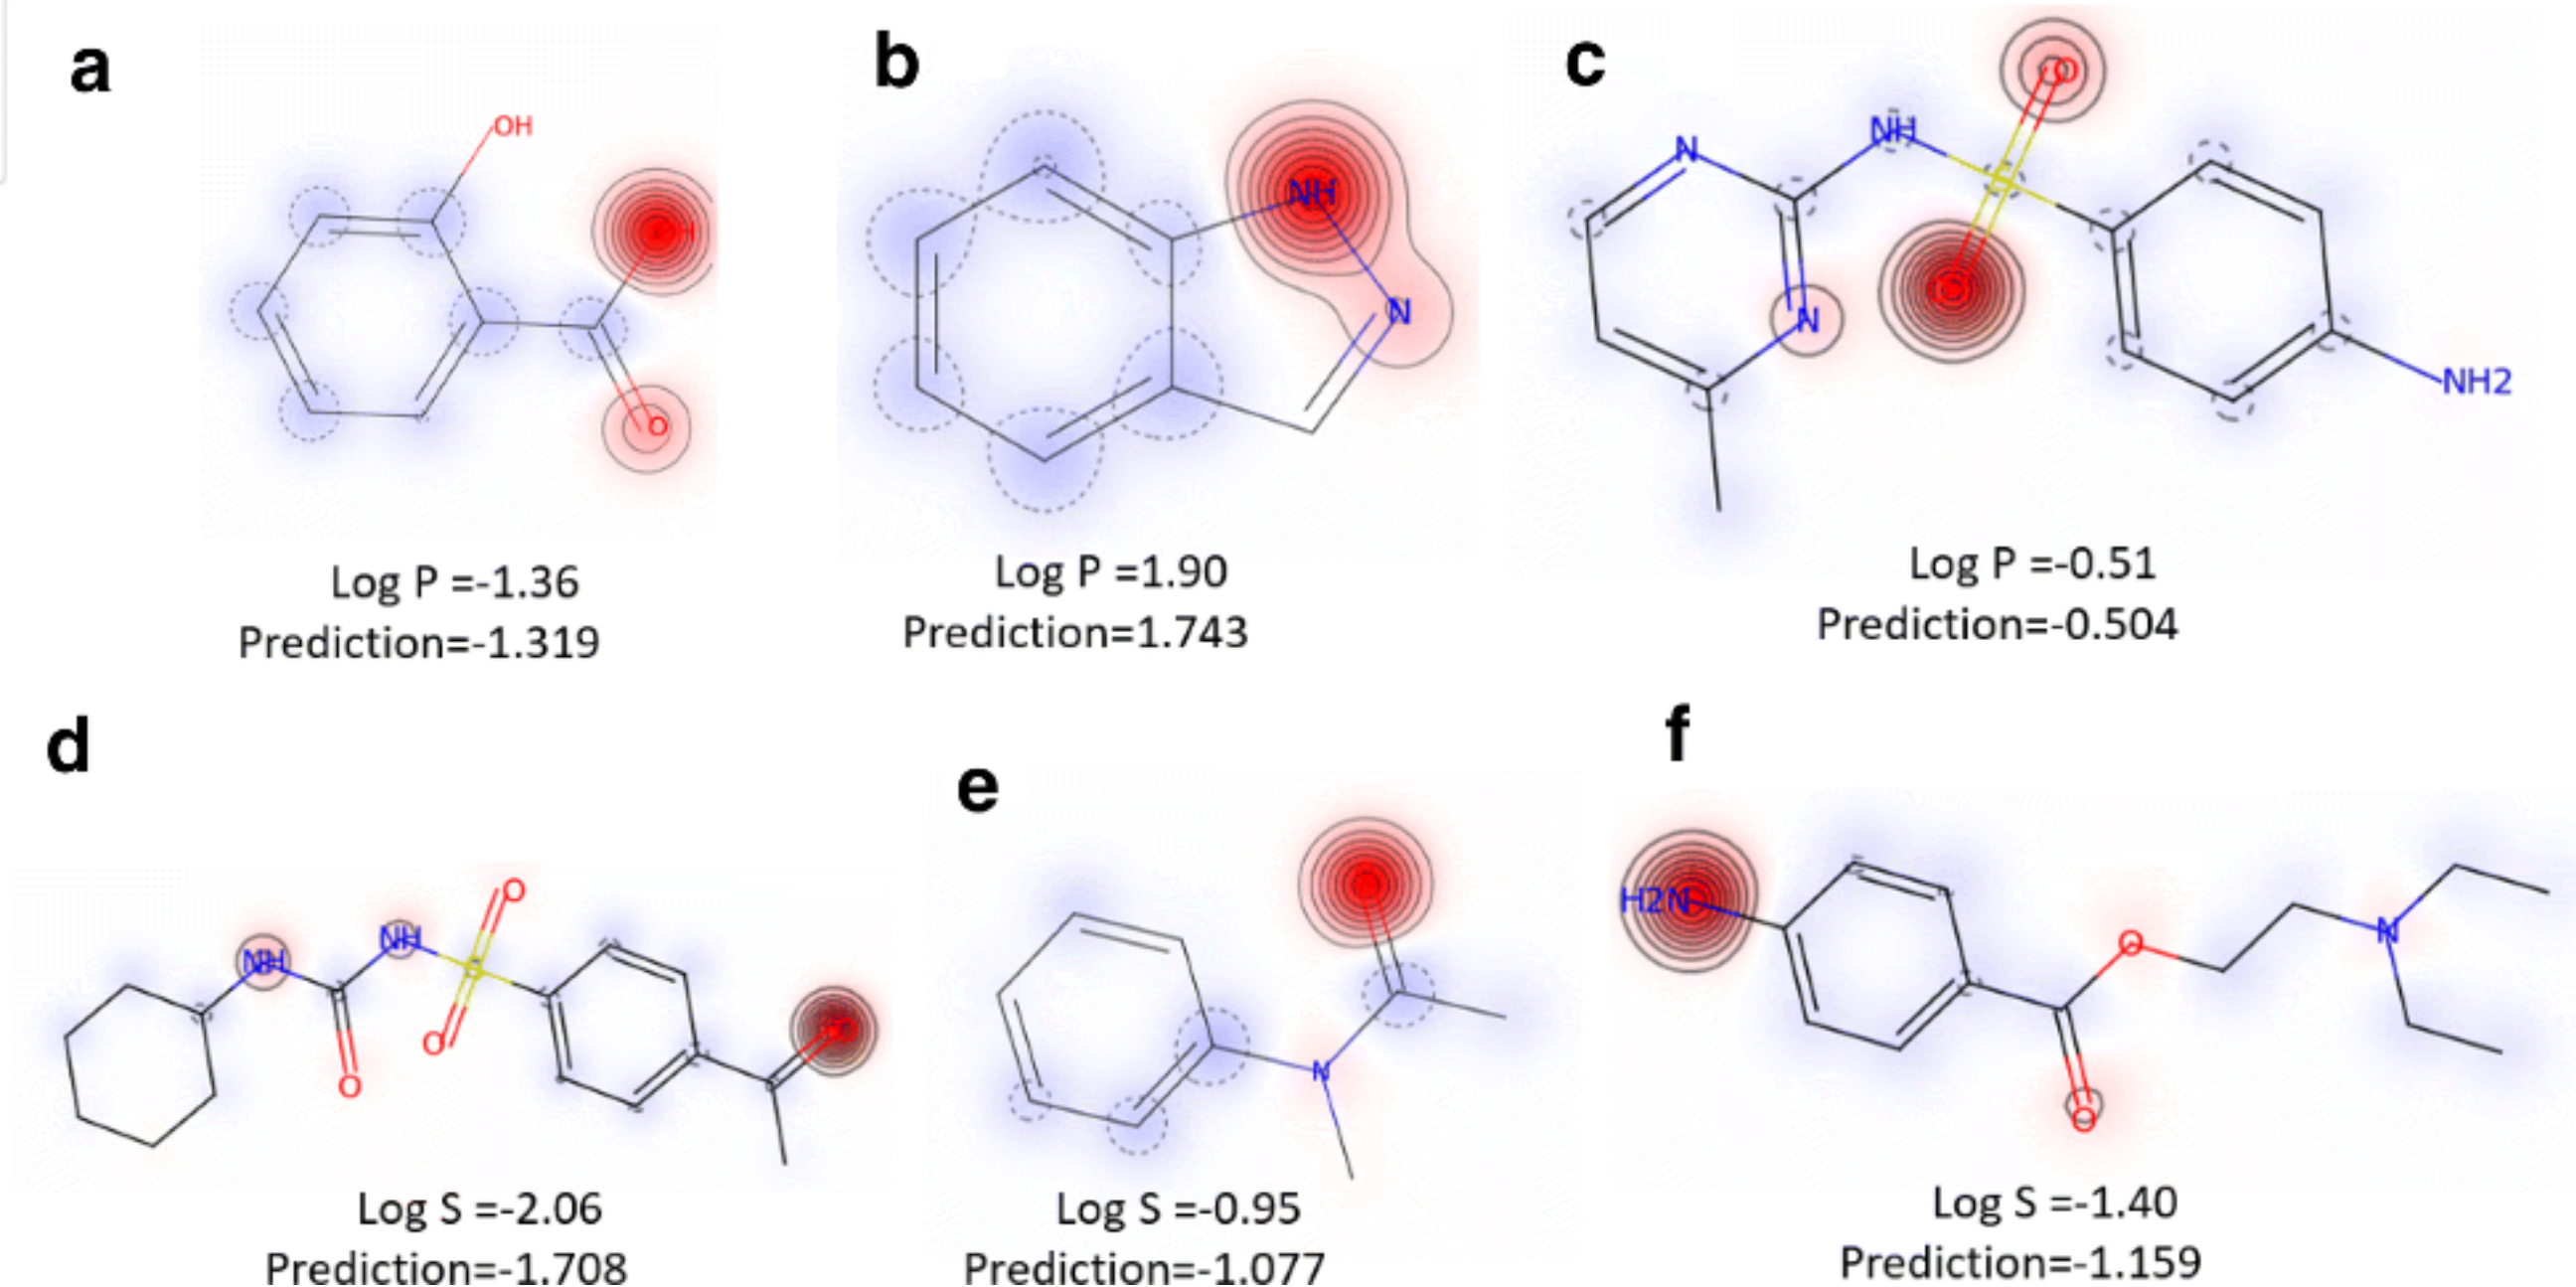 a
b
c
OH
H
O
NH
N
N
NH
N
O
NH2
Log P =-1.36
Prediction=-1.319
Log P =1.90
Prediction=1.743
Log P =-0.51
Prediction=-0.504
d
e
f
NH
NH
S
O
O
O
H2N
O
N
O
N
Log S =-2.06
Prediction=-1.708
Log S =-0.95
Prediction=-1.077
Log S =-1.40
Prediction=-1.159